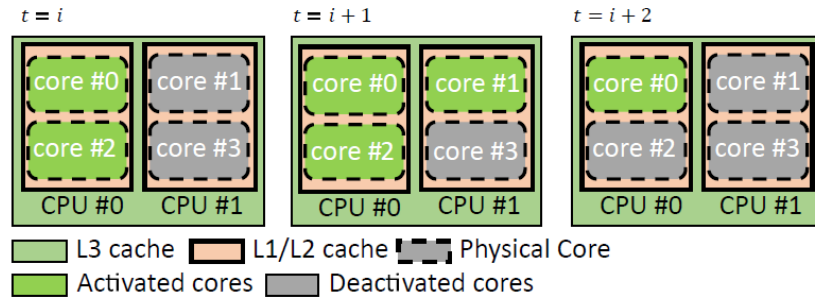 t = i t = i + 1 t = i + 2
core #0 core #1 core #0 core #1 core #0 core #1
core #2 core #3 core #2 core #3 core #2 core #3
CPU #0 CPU #1 CPU #0 CPU #1 CPU #0 CPU #1
L3 cache L1/L2 cache Physical Core
Activated cores Deactivated cores